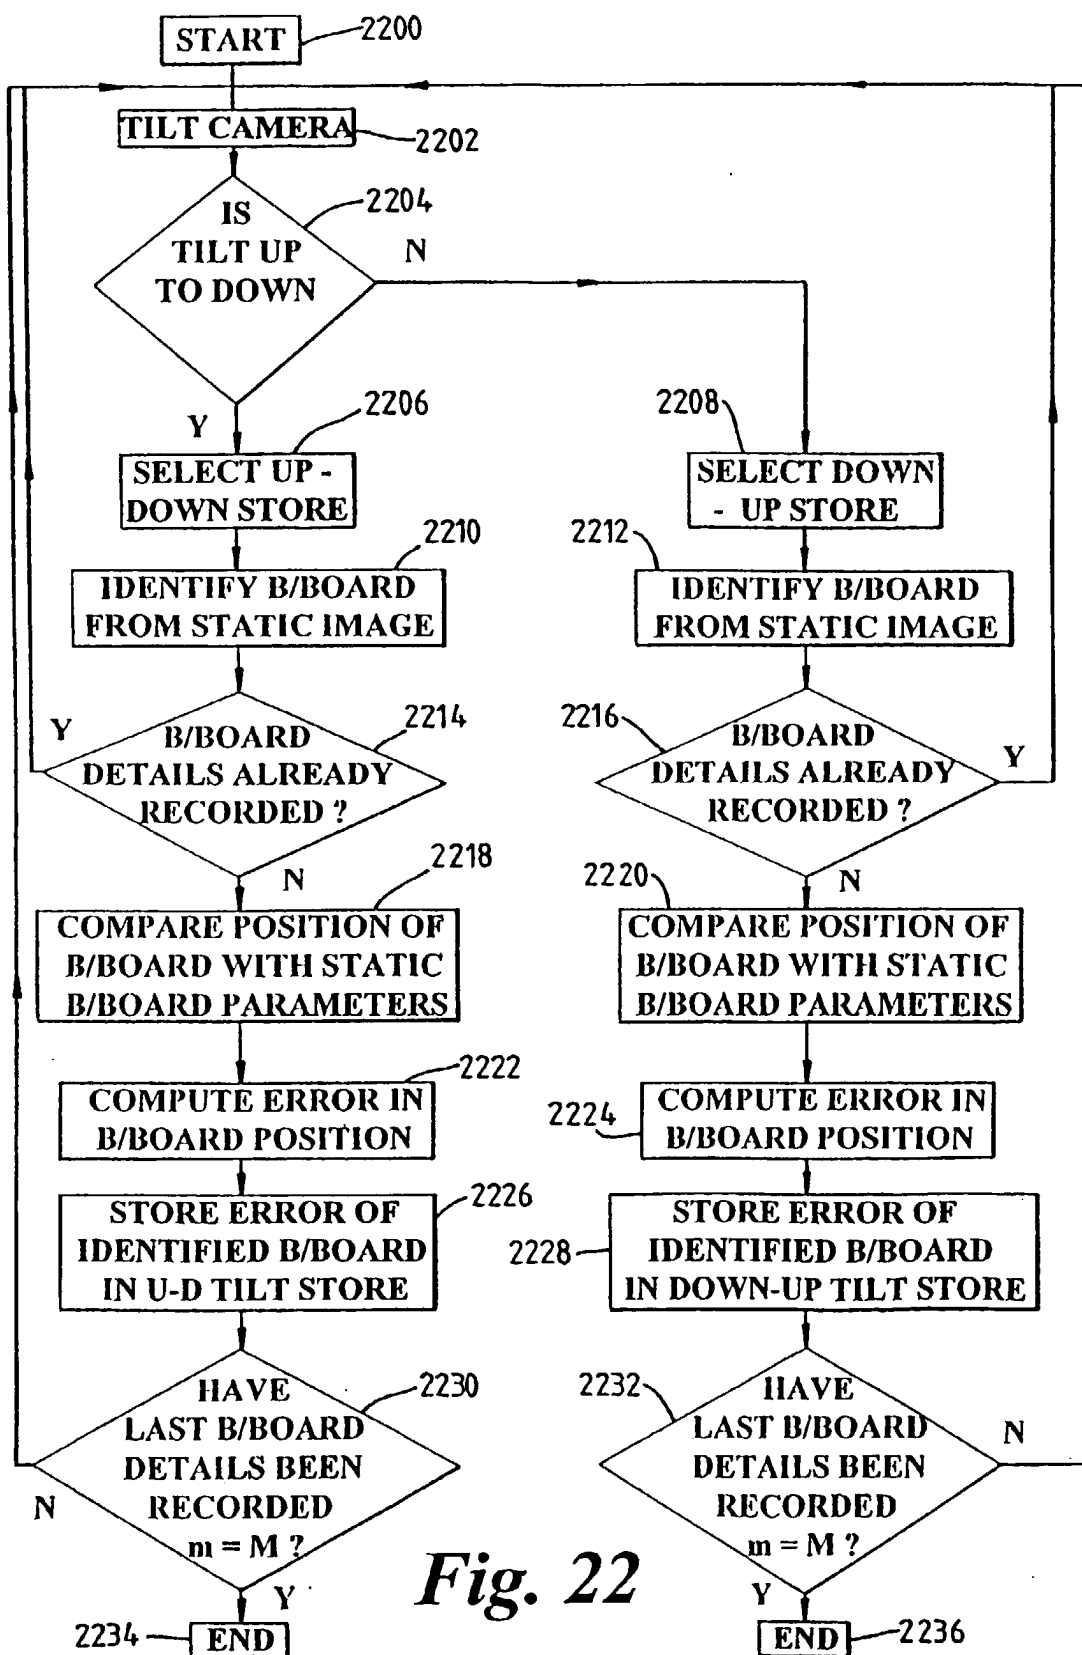 START
2200
TILT CAMERA
2202
2204
IS
TILT UP
TO DOWN
N
Y
2206
2208
SELECT UP -
DOWN STORE
SELECT DOWN
- UP STORE
2210
2212
IDENTIFY B/BOARD
FROM STATIC IMAGE
IDENTIFY B/BOARD
FROM STATIC IMAGE
Y
2214
B/BOARD
DETAILS ALREADY
RECORDED ?
2216
B/BOARD
DETAILS ALREADY
RECORDED ?
Y
N
2218
N
2220
COMPARE POSITION OF
B/BOARD WITH STATIC
B/BOARD PARAMETERS
COMPARE POSITION OF
B/BOARD WITH STATIC
B/BOARD PARAMETERS
2222
COMPUTE ERROR IN
B/BOARD POSITION
2224
COMPUTE ERROR IN
B/BOARD POSITION
2226
STORE ERROR OF
IDENTIFIED B/BOARD
IN U-D TILT STORE
2228
STORE ERROR OF
IDENTIFIED B/BOARD
IN DOWN-UP TILT STORE
2230
HAVE
LAST B/BOARD
DETAILS BEEN
RECORDED
m = M ?
N
2232
HAVE
LAST B/BOARD
DETAILS BEEN
RECORDED
m = M ?
N
Y
Y
Fig. 22
2234
END
END
2236